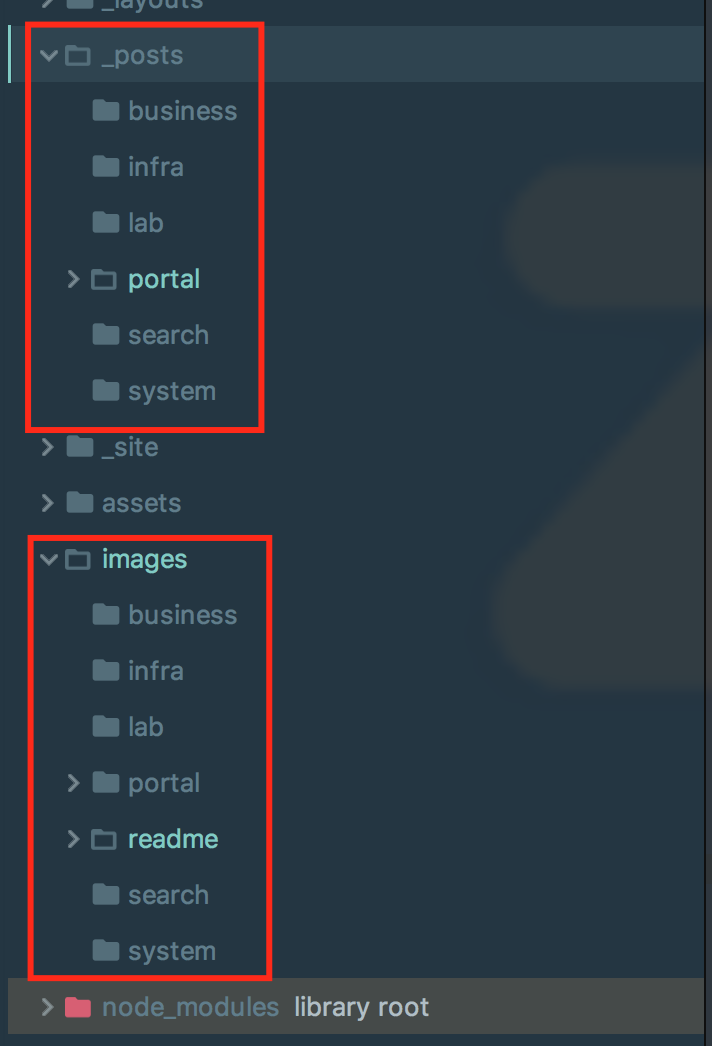 _layouts
_posts
business
infra
lab
portal
search
system
_site
assets
images
business
infra
lab
portal
readme
search
system
node_modules library root